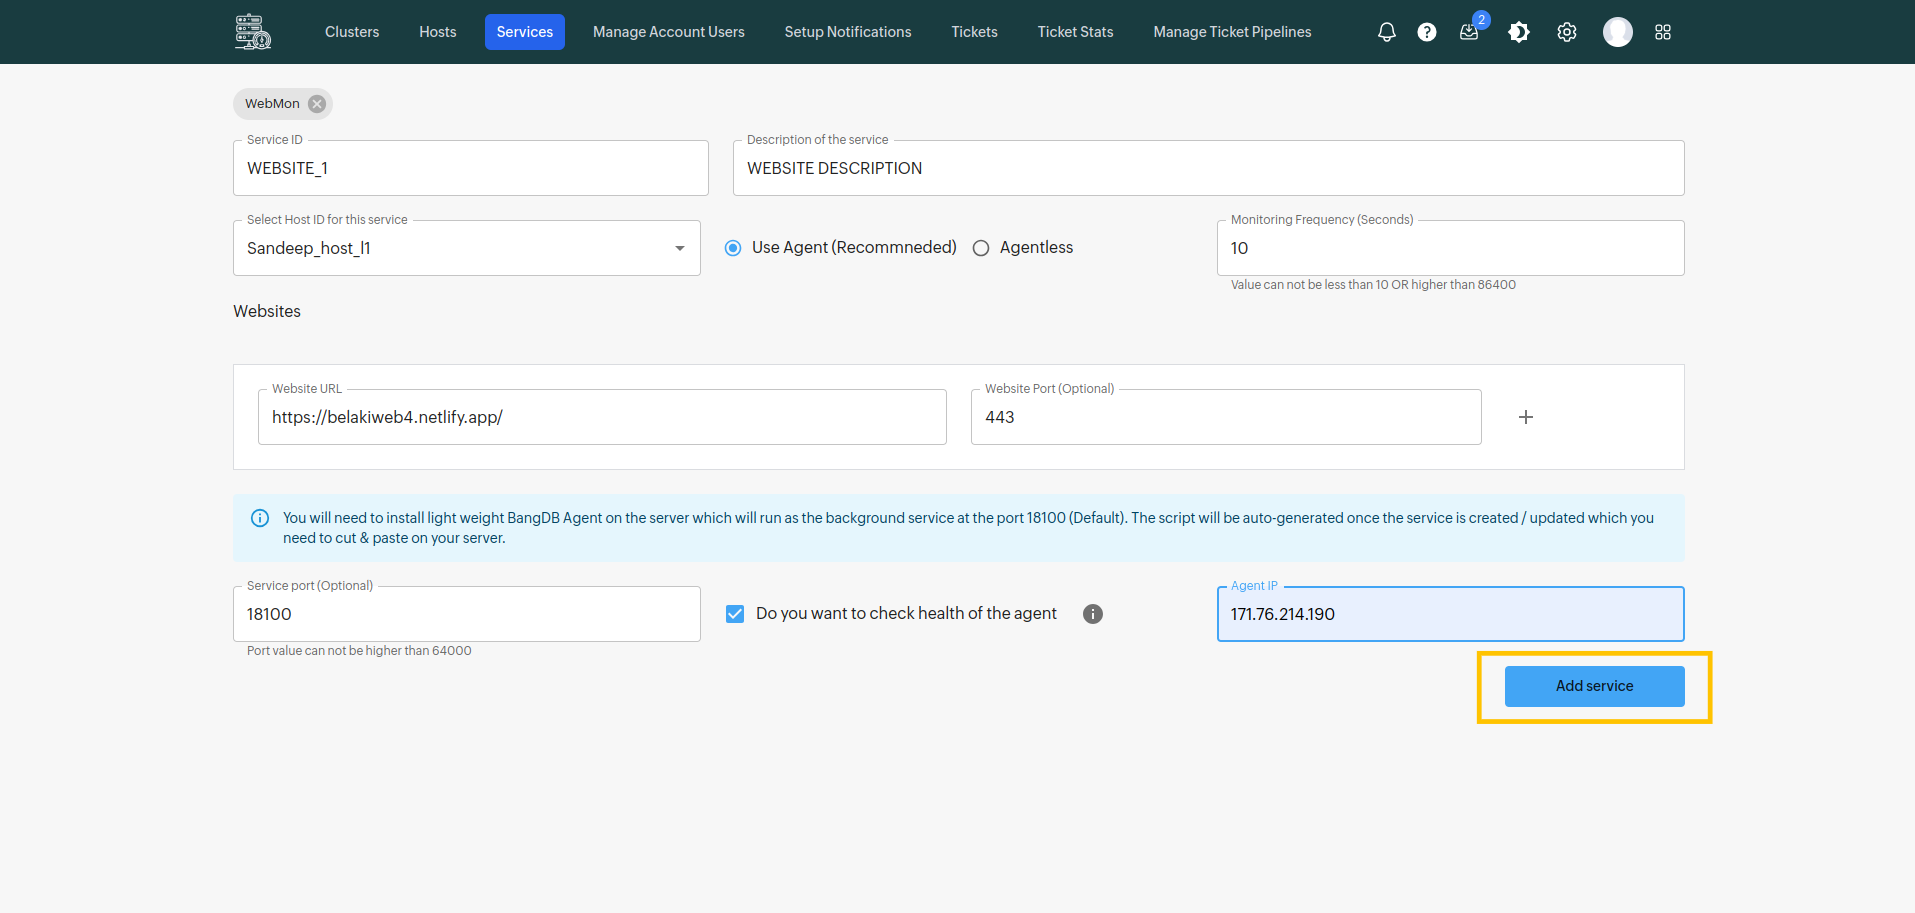 Clusters Hosts Services Manage Account Users Setup Notifications Tickets Ticket Stats Manage Ticket Pipelines 2
WebMon
Service ID
WEBSITE_1
Description of the service
WEBSITE DESCRIPTION
Select Host ID for this service
Sandeep_host_l1
Use Agent (Recommneded) Agentless
Monitoring Frequency (Seconds)
10
Value can not be less than 10 OR higher than 86400
Websites
Website URL
https://belakiweb4.netlify.app/
Website Port (Optional)
443
You will need to install light weight BangDB Agent on the server which will run as the background service at the port 18100 (Default). The script will be auto-generated once the service is created / updated which you
need to cut & paste on your server.
Service port (Optional)
18100
Port value can not be higher than 64000
Do you want to check health of the agent
Agent IP
171.76.214.190
Add service